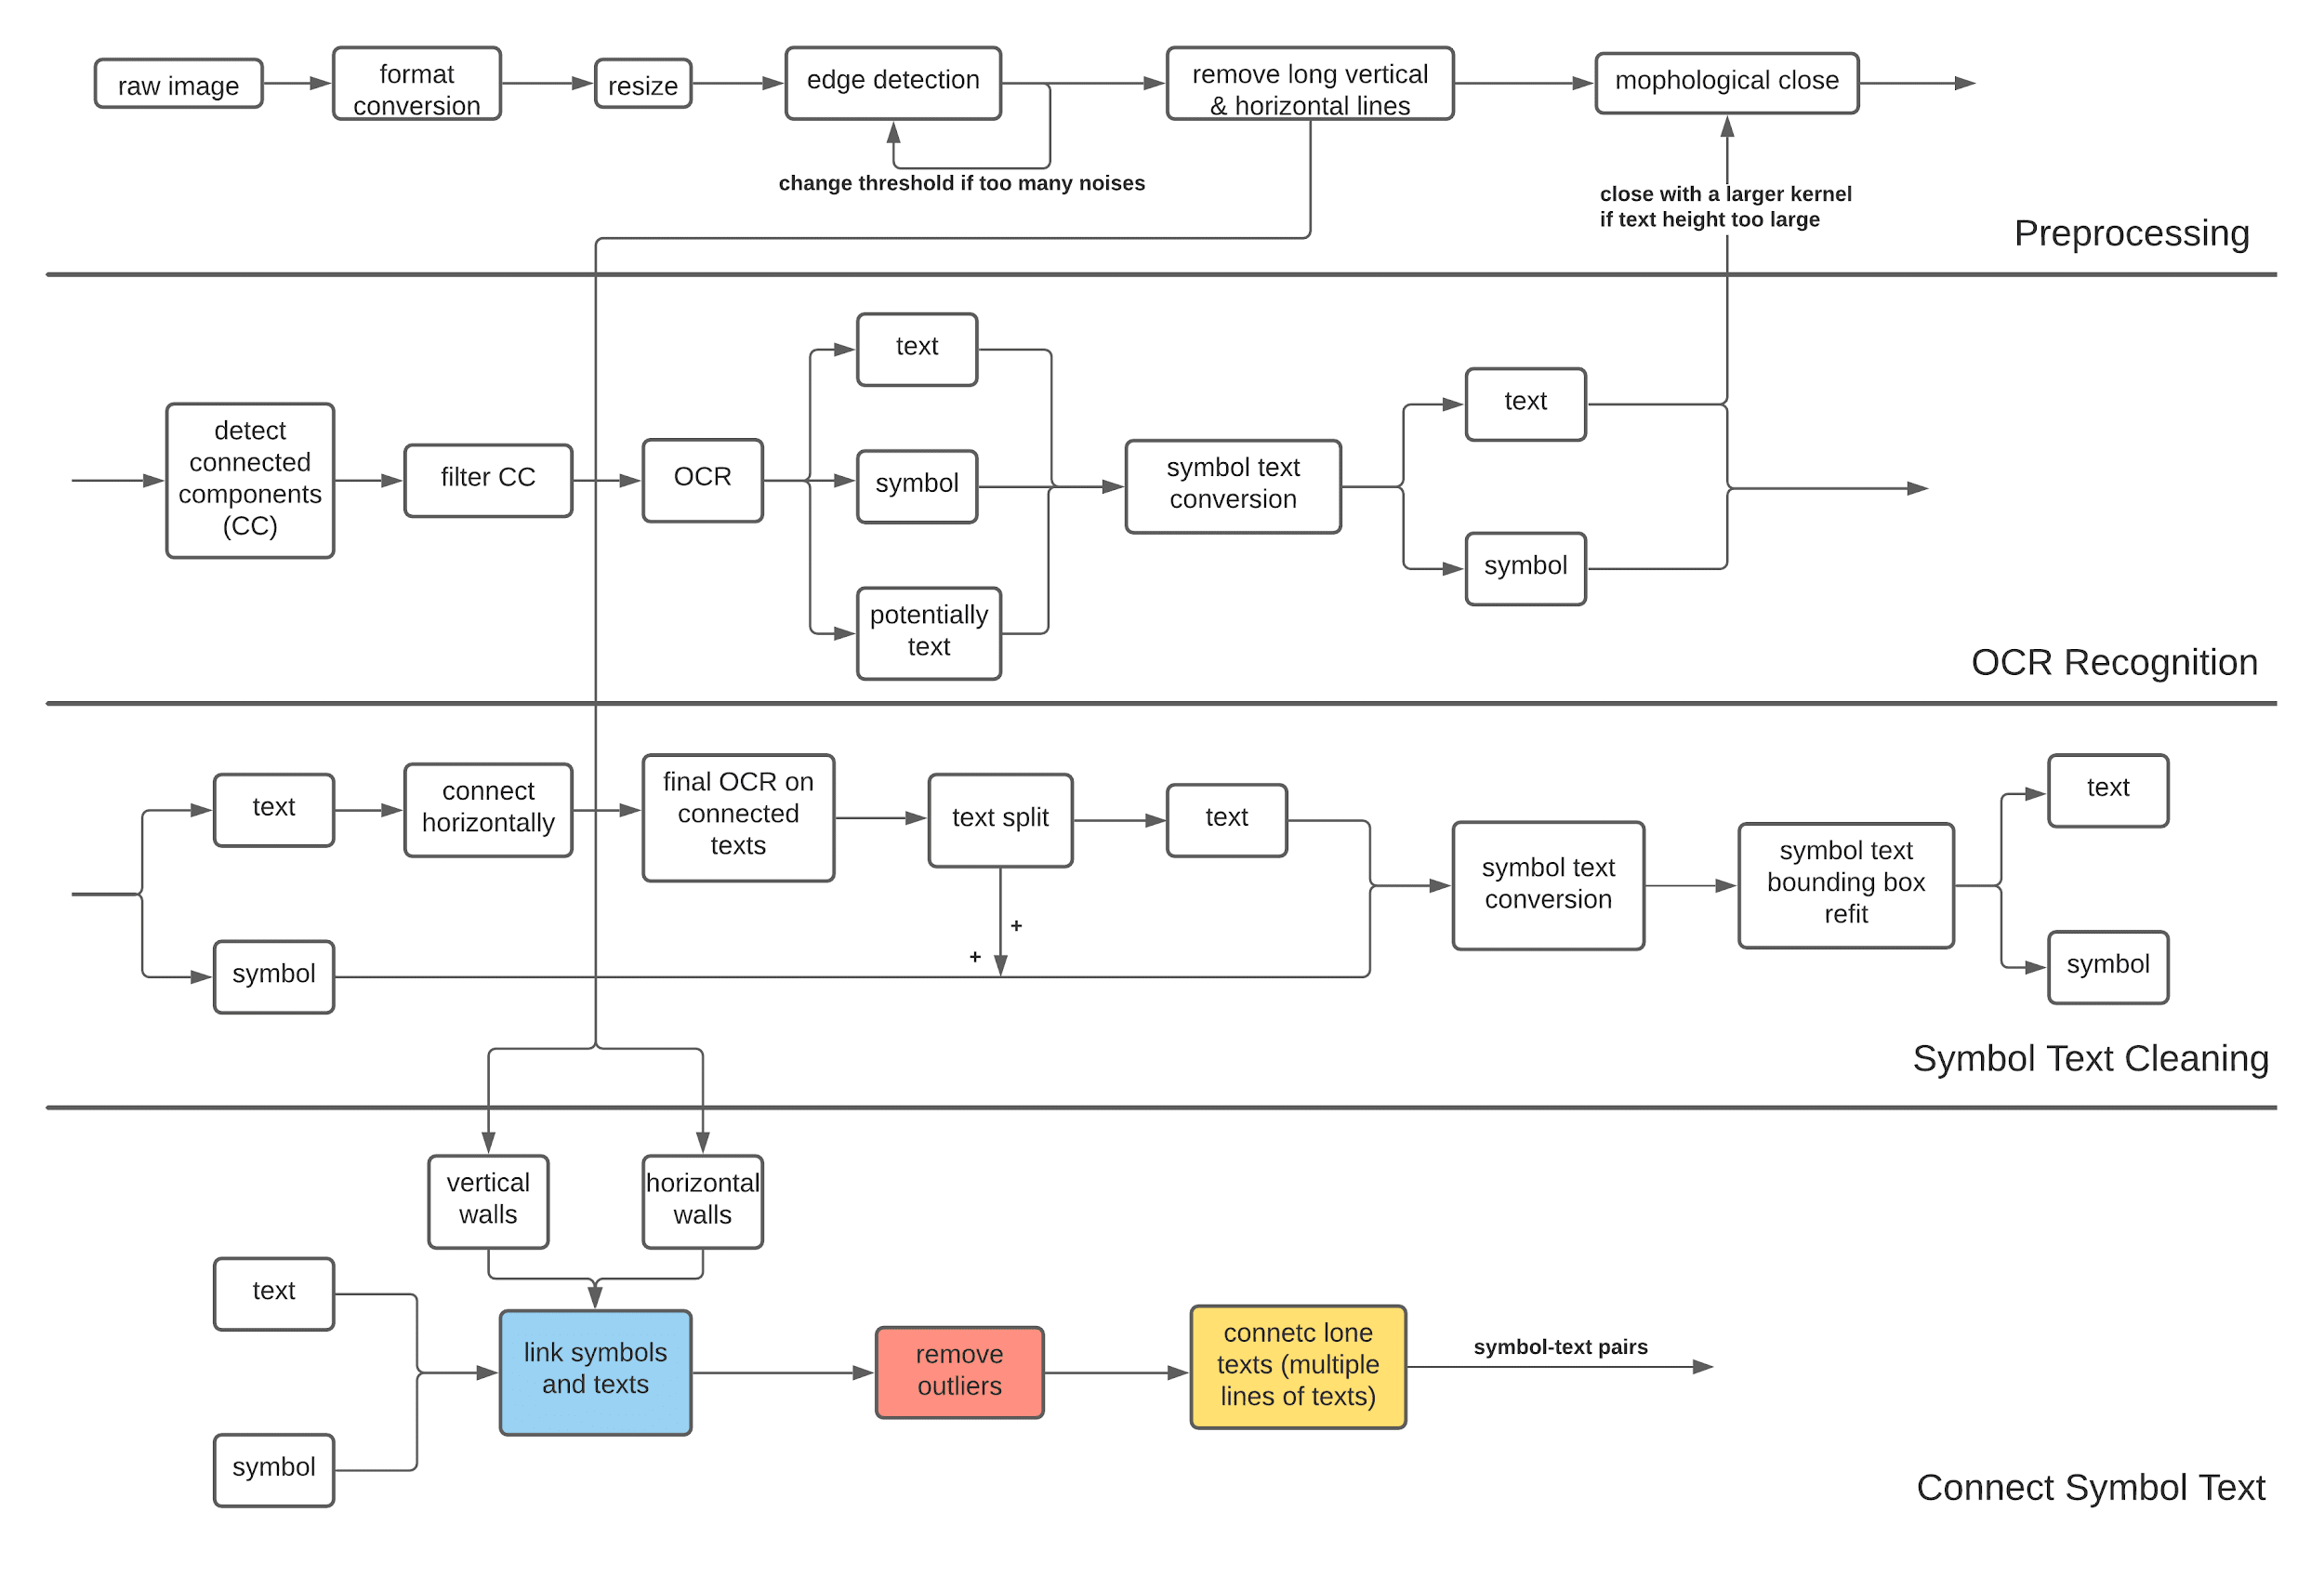 raw image
format
conversion
resize
edge detection
remove long vertical
& horizontal lines
mophological close
change threshold if too many noises
close with a larger kernel
if text height too large
Preprocessing
detect
connected
components
(CC)
filter CC
OCR
text
symbol
potentially
text
symbol text
conversion
text
symbol
OCR Recognition
text
connect
horizontally
final OCR on
connected
texts
text split
text
symbol
+
+
symbol text
conversion
symbol text
bounding box
refit
text
symbol
Symbol Text Cleaning
vertical
walls
horizontal
walls
text
symbol
link symbols
and texts
remove
outliers
connetc lone
texts (multiple
lines of texts)
symbol-text pairs
Connect Symbol Text